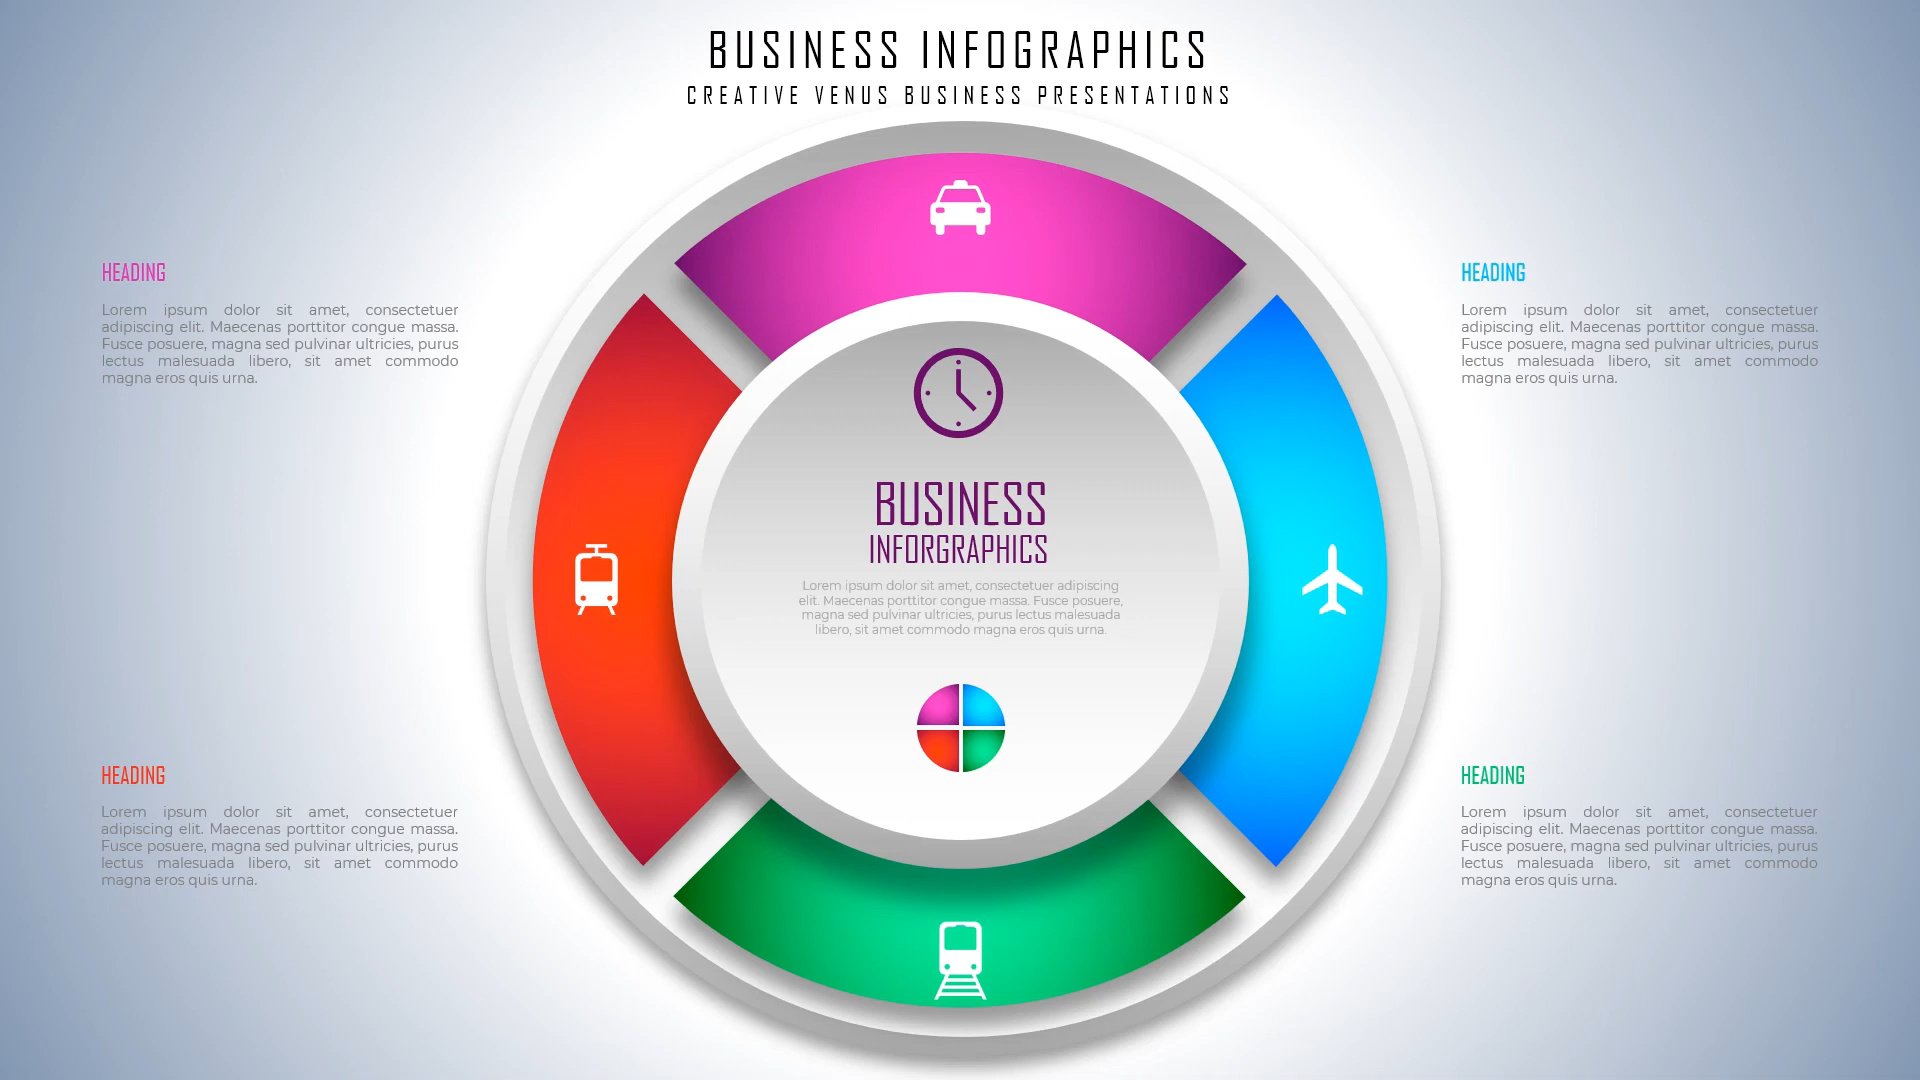 BUSINESS INFOGRAPHICS
CREATIVE VENUS BUSINESS PRESENTATIONS
HEADING
Lorem ipsum dolor sit amet, consectetuer
adipiscing elit. Maecenas porttitor congue massa.
Fusce posuere, magna sed pulvinar ultricies, purus
lectus malesuada libero, sit amet commodo
magna eros quis urna.
HEADING
Lorem ipsum dolor sit amet, consectetuer
adipiscing elit. Maecenas porttitor congue massa.
Fusce posuere, magna sed pulvinar ultricies, purus
lectus malesuada libero, sit amet commodo
magna eros quis urna.
BUSINESS
INFORGRAPHICS
Lorem ipsum dolor sit amet, consectetuer adipiscing
elit. Maecenas porttitor congue massa. Fusce posuere,
magna sed pulvinar ultricies, purus lectus malesuada
libero, sit amet commodo magna eros quis urna.
HEADING
Lorem ipsum dolor sit amet, consectetuer
adipiscing elit. Maecenas porttitor congue massa.
Fusce posuere, magna sed pulvinar ultricies, purus
lectus malesuada libero, sit amet commodo
magna eros quis urna.
HEADING
Lorem ipsum dolor sit amet, consectetuer
adipiscing elit. Maecenas porttitor congue massa.
Fusce posuere, magna sed pulvinar ultricies, purus
lectus malesuada libero, sit amet commodo
magna eros quis urna.